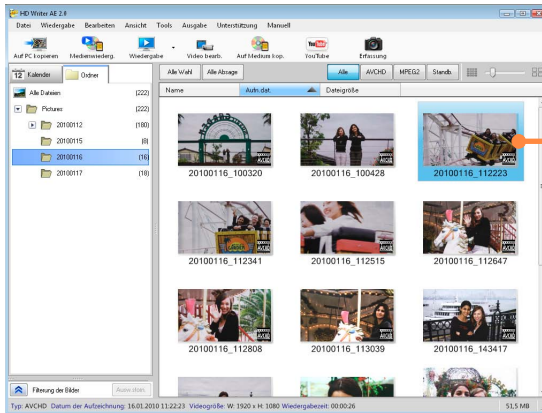 HD Writer AE 2.#
Datei Wiedergabe Bearbeiten Ansicht Tools Ausgabe Unterstützung Manuell
Auf PC kopieren Medienwiederg. Wiedergabe Video bearb. Auf Medium kop. YouTube Erfassung
12 Kalender Ordner Alle Wahl Alle Absage Alle AVCHD MPEG2 Standb.
Name Aufn.dat. Dateigröße
Alle Dateien (222)
Pictures (222)
20100112 (180)
20100115 (8)
20100116 (16)
20100117 (18)
20100116_100320 20100116_100428 20100116_112223
20100116_112341 20100116_112515 20100116_112647
20100116_112808 20100116_113039 20100116_143417
Filterung der Bilder
Typ: AVCHD Datum der Aufzeichnung: 16.01.2010 11:22:23 Videogröße: W: 1920 x H: 1080 Wiedergabezeit: 00:00:26 51,5 MB